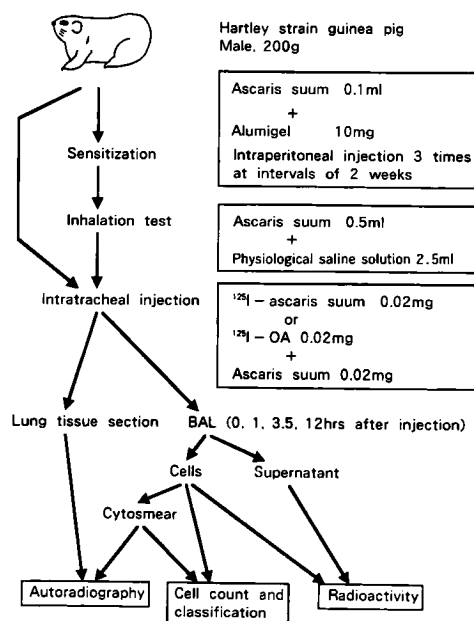 Hartley strain guinea pig
Male, 200g
Ascaris suum 0.1ml
+
Alumigel 10mg
Intraperitoneal injection 3 times
at intervals of 2 weeks
Sensitization
Inhalation test
Ascaris suum 0.5ml
+
Physiological saline solution 2.5ml
Intratracheal injection
¹²⁵I-ascaris suum 0.02mg
or
¹²⁵I-OA 0.02mg
+
Ascaris suum 0.02mg
Lung tissue section
BAL (0, 1, 3.5, 12hrs after injection)
Cells
Supernatant
Cytosmear
Autoradiography
Cell count and
classification
Radioactivity